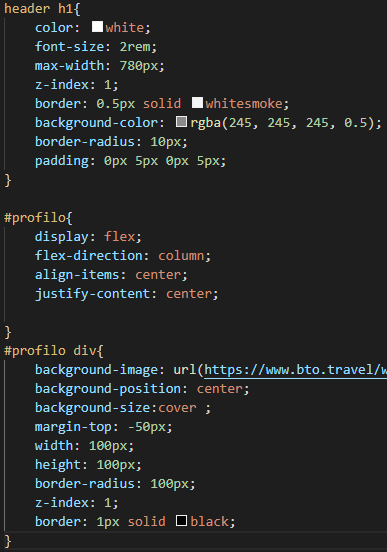 header h1{
    color: white;
    font-size: 2rem;
    max-width: 780px;
    z-index: 1;
    border: 0.5px solid whitesmoke;
    background-color: rgba(245, 245, 245, 0.5);
    border-radius: 10px;
    padding: 0px 5px 0px 5px;
}

#profilo{
    display: flex;
    flex-direction: column;
    align-items: center;
    justify-content: center;

}
#profilo div{
    background-image: url(https://www.bto.travel/w
    background-position: center;
    background-size:cover ;
    margin-top: -50px;
    width: 100px;
    height: 100px;
    border-radius: 100px;
    z-index: 1;
    border: 1px solid black;
}